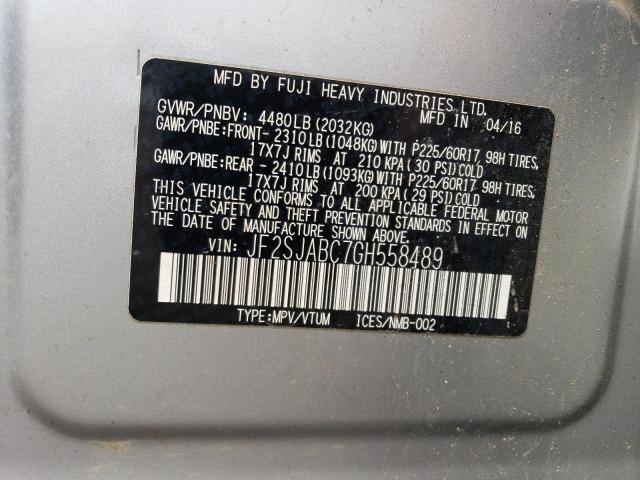 MFD BY FUJI HEAVY INDUSTRIES LTD.
GVWR/PNBV: 4480LB(2032KG) MFD IN 04/16
GAWR/PNBE:FRONT- 2310LB(1048KG)WITH P225/60R17 98H TIRES,
17X7J RIMS AT 210 KPA(30 PSI)COLD
GAWR/PNBE:REAR - 2410LB(1093KG)WITH P225/60R17 98H TIRES,
17X7J RIMS AT 200 KPA(29 PSI)COLD
THIS VEHICLE CONFORMS TO ALL APPLICABLE FEDERAL MOTOR
VEHICLE SAFETY AND THEFT PREVENTION STANDARDS IN EFFECT ON
THE DATE OF MANUFACTURE SHOWN ABOVE.
VIN: JF2SJABC7GH558489
TYPE:MPV/VTUM ICES/NMB-002